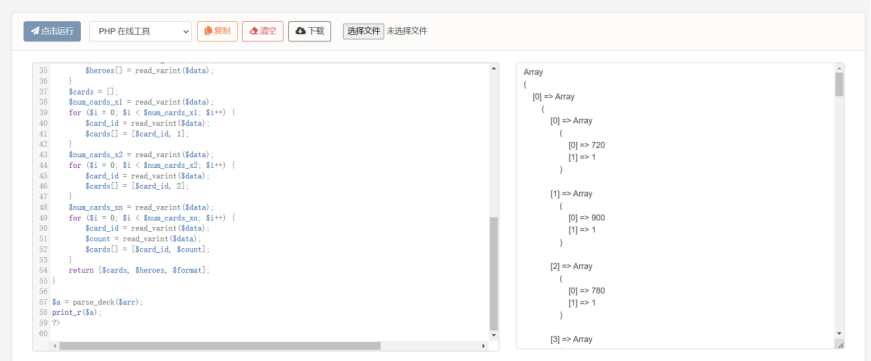 点击运行 PHP 在线工具 复制 清空 下载 选择文件 未选择文件
35 $heroes[] = read_varint($data);
36 }
37 $cards = [];
38 $num_cards_x1 = read_varint($data);
39 for ($i = 0; $i < $num_cards_x1; $i++) {
40 $card_id = read_varint($data);
41 $cards[] = [$card_id, 1];
42 }
43 $num_cards_x2 = read_varint($data);
44 for ($i = 0; $i < $num_cards_x2; $i++) {
45 $card_id = read_varint($data);
46 $cards[] = [$card_id, 2];
47 }
48 $num_cards_xn = read_varint($data);
49 for ($i = 0; $i < $num_cards_xn; $i++) {
50 $card_id = read_varint($data);
51 $count = read_varint($data);
52 $cards[] = [$card_id, $count];
53 }
54 return [$cards, $heroes, $format];
55 }
56
57 $a = parse_deck($arr);
58 print_r($a);
59 ?>
60
Array
(
[0] => Array
(
[0] => Array
(
[0] => 720
[1] => 1
)
[1] => Array
(
[0] => 900
[1] => 1
)
[2] => Array
(
[0] => 780
[1] => 1
)
[3] => Array